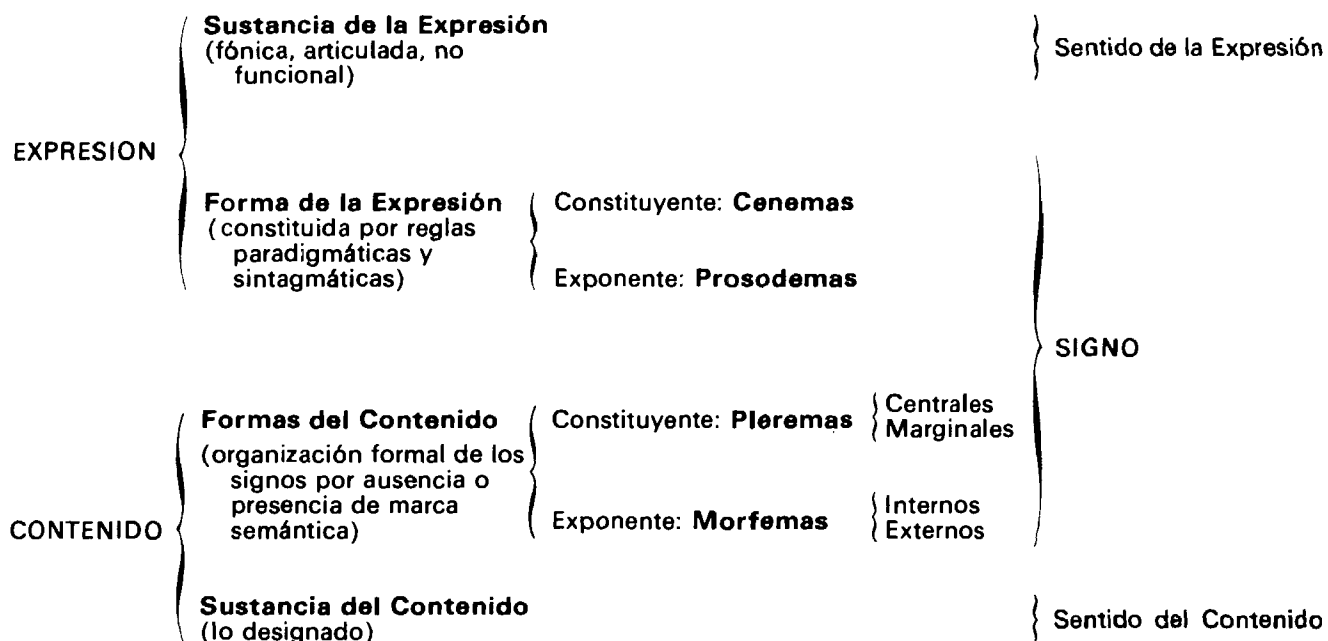 Sustancia de la Expresión
(fónica, articulada, no
funcional)
Sentido de la Expresión
EXPRESION
Forma de la Expresión
(constituida por reglas
paradigmáticas y
sintagmáticas)
Constituyente: Cenemas
Exponente: Prosodemas
SIGNO
CONTENIDO
Formas del Contenido
(organización formal de los
signos por ausencia o
presencia de marca
semántica)
Constituyente: Pleremas
Centrales
Marginales
Exponente: Morfemas
Internos
Externos
Sustancia del Contenido
(lo designado)
Sentido del Contenido